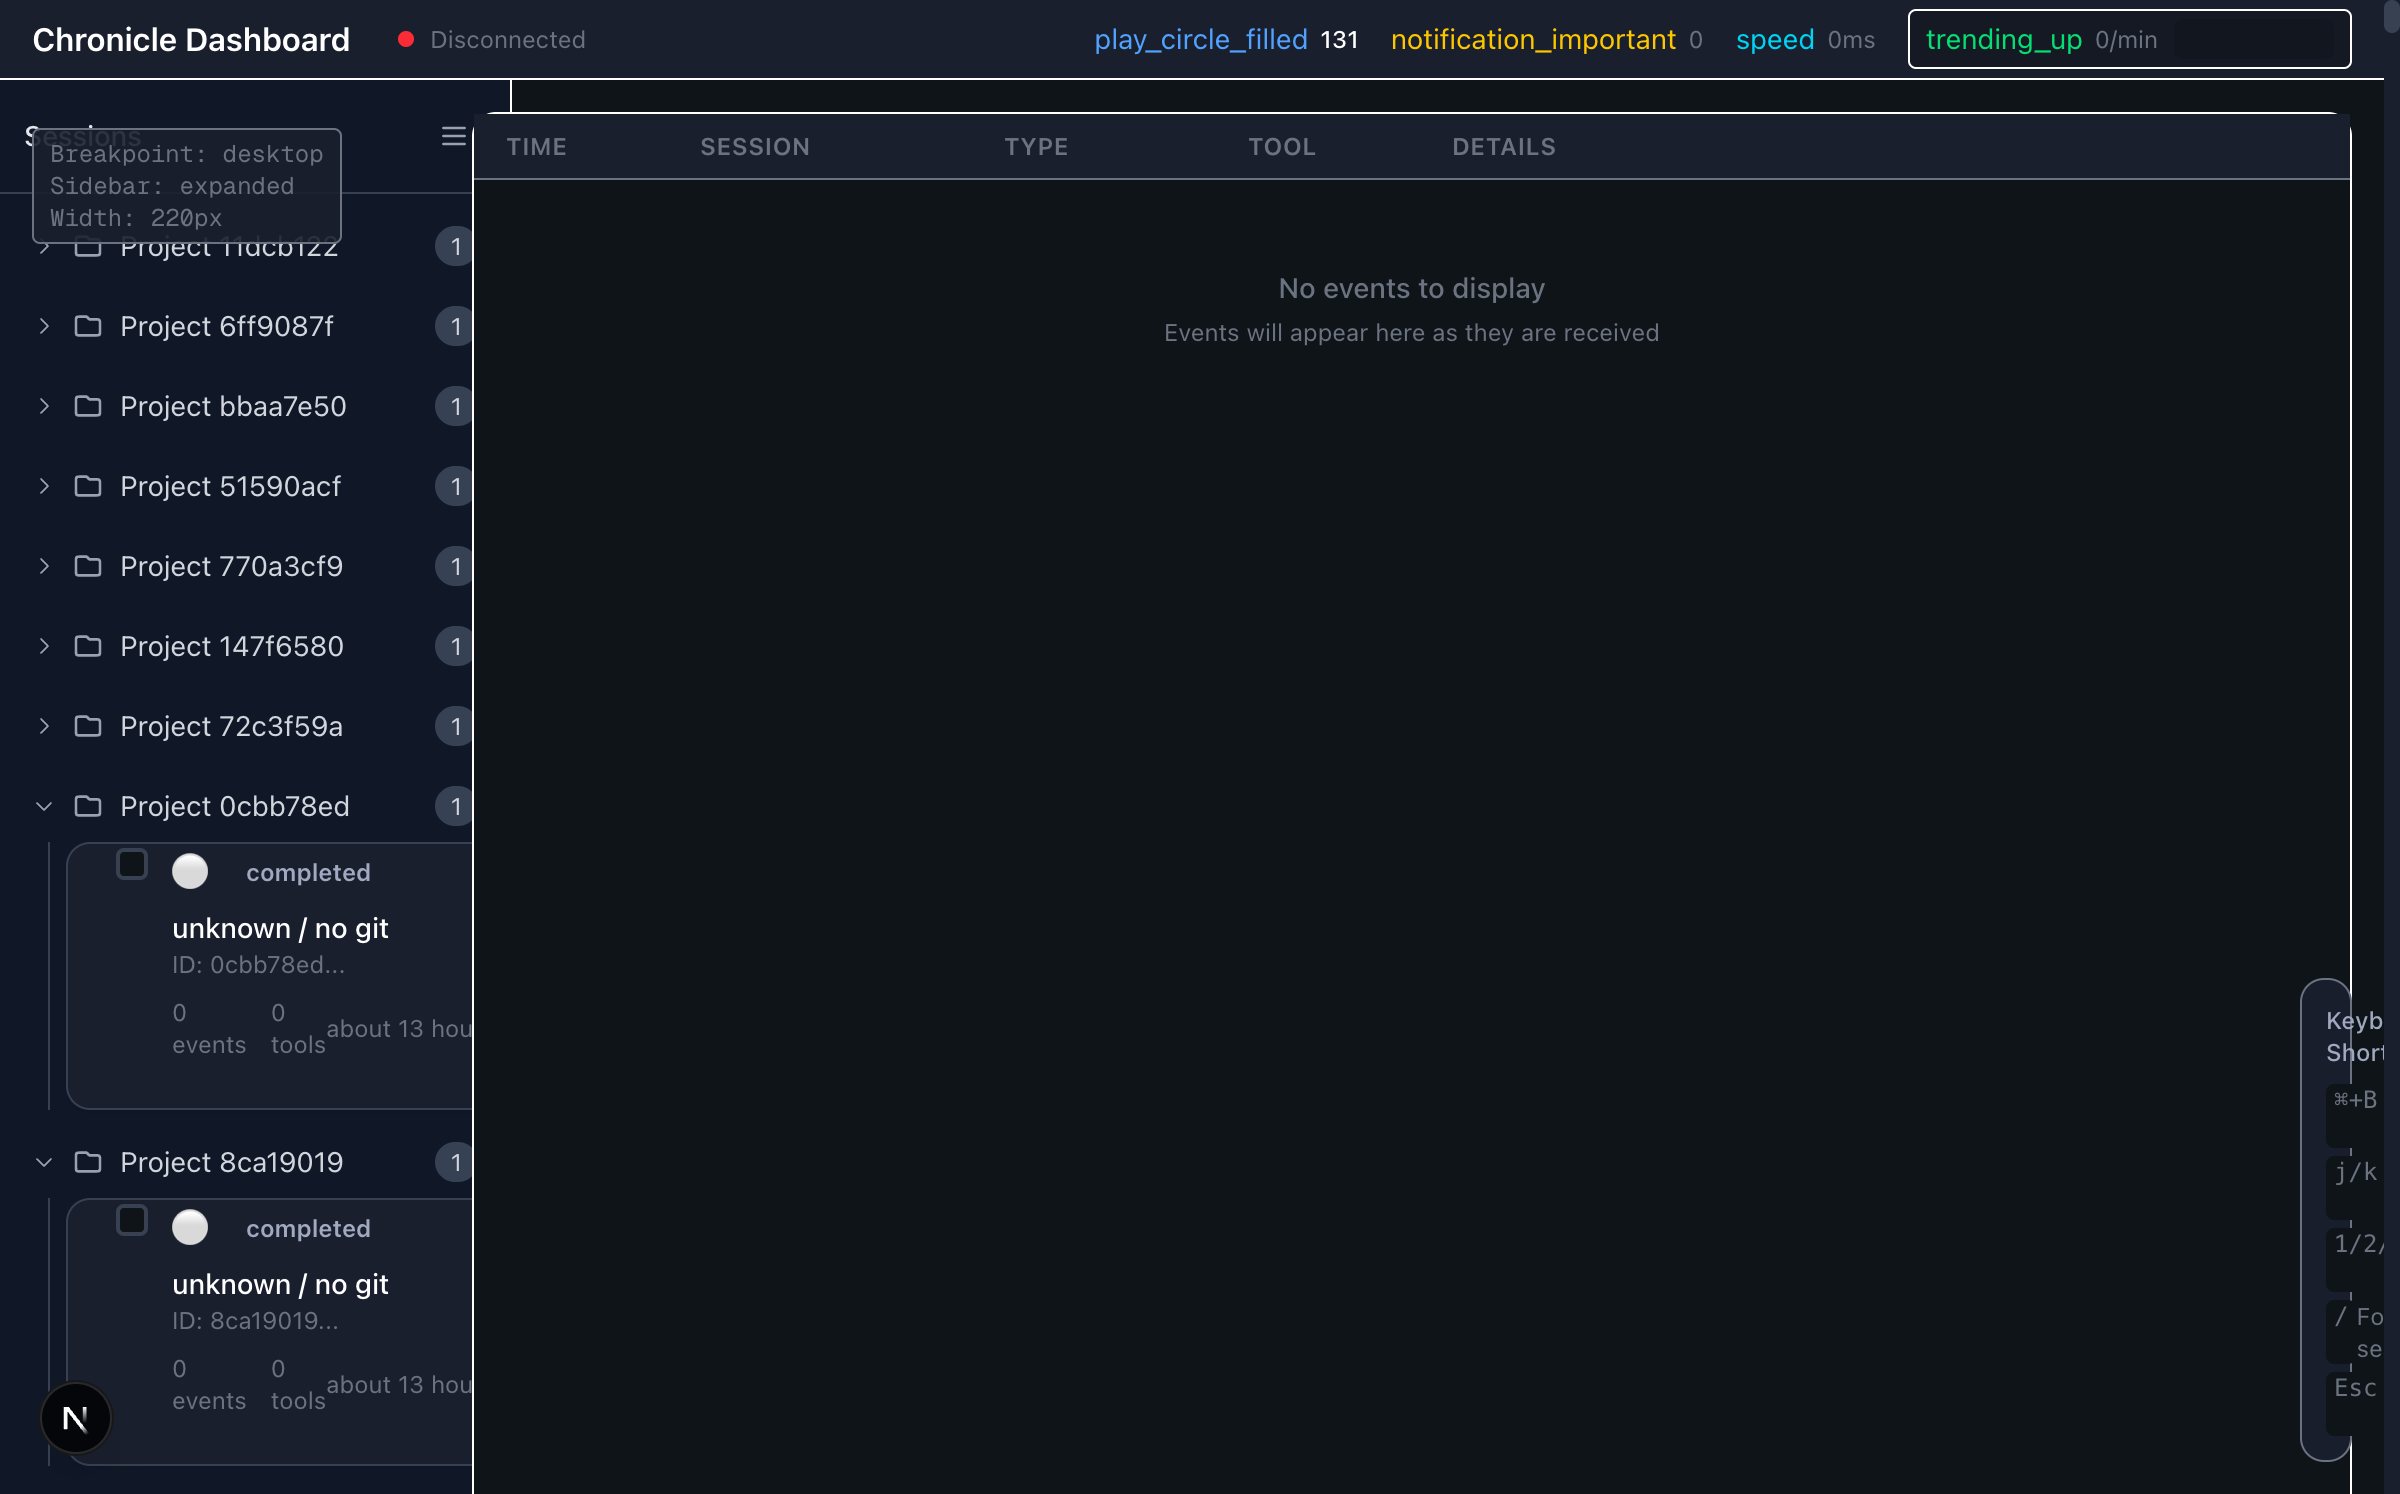 Chronicle Dashboard
Disconnected
play_circle_filled 131
notification_important 0
speed 0ms
trending_up 0/min
Sessions
Breakpoint: desktop
Sidebar: expanded
Width: 220px
Project 11dcb122 1
Project 6ff9087f 1
Project bbaa7e50 1
Project 51590acf 1
Project 770a3cf9 1
Project 147f6580 1
Project 72c3f59a 1
Project 0cbb78ed 1
completed
unknown / no git
ID: 0cbb78ed...
0 events
0 tools
about 13 hou
Project 8ca19019 1
completed
unknown / no git
ID: 8ca19019...
0 events
0 tools
about 13 hou
N
TIME SESSION TYPE TOOL DETAILS
No events to display
Events will appear here as they are received
Keyb
Short
⌘+B
j/k
1/2/
/ Fo
se
Esc